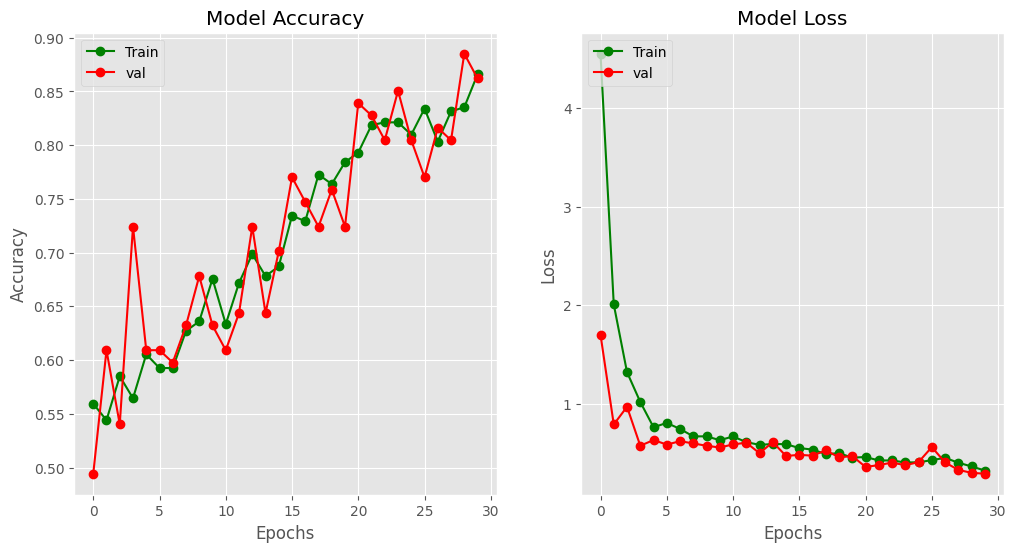 Model Accuracy
Train
val
0.90
0.85
0.80
0.75
0.70
0.65
0.60
0.55
0.50
Accuracy
0
5
10
15
20
25
30
Epochs
Model Loss
Train
val
4
3
2
1
Loss
0
5
10
15
20
25
30
Epochs